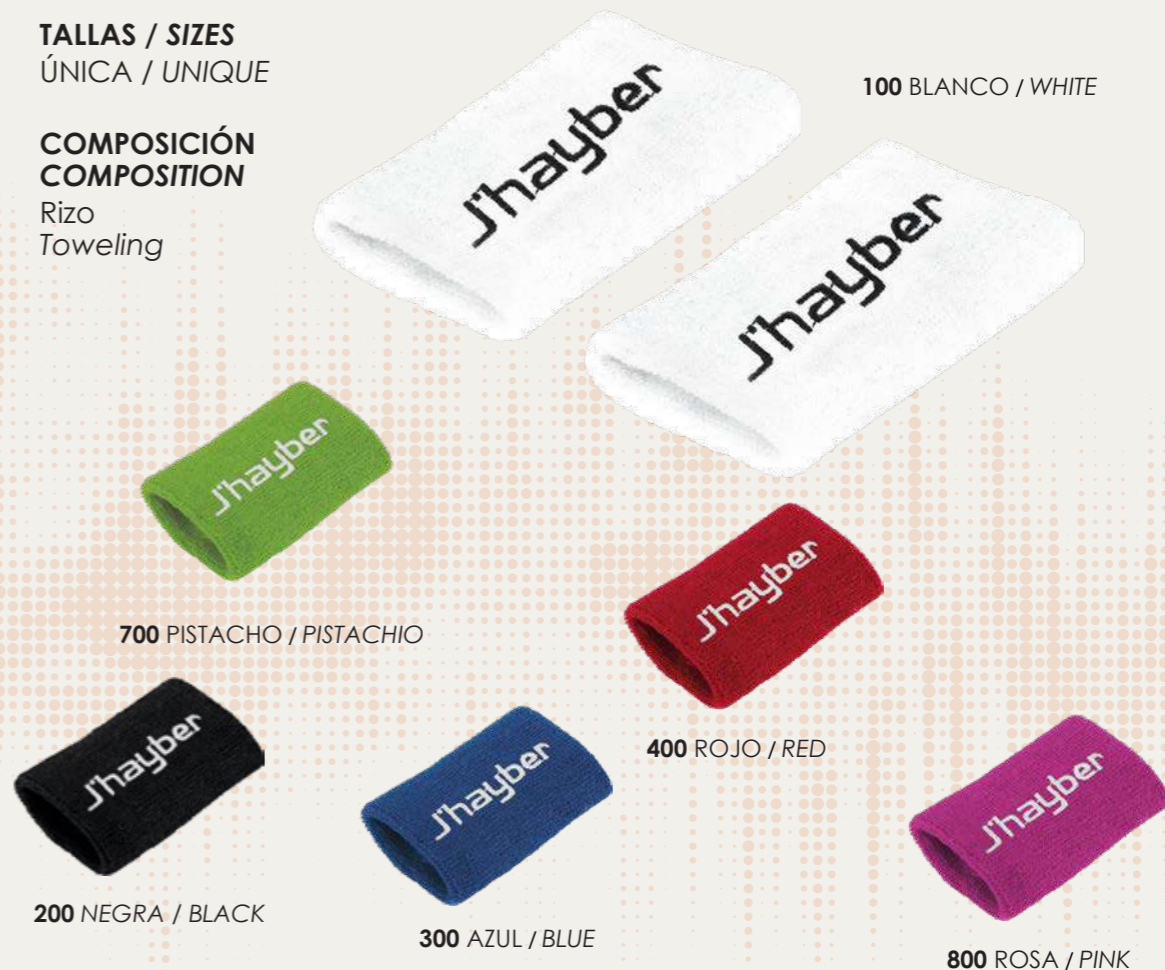 TALLAS / SIZES
ÚNICA / UNIQUE
COMPOSICIÓN
COMPOSITION
Rizo
Toweling
J'hayber
J'hayber
100 BLANCO / WHITE
J'hayber
700 PISTACHO / PISTACHIO
J'hayber
400 ROJO / RED
J'hayber
200 NEGRA / BLACK
J'hayber
300 AZUL / BLUE
J'hayber
800 ROSA / PINK